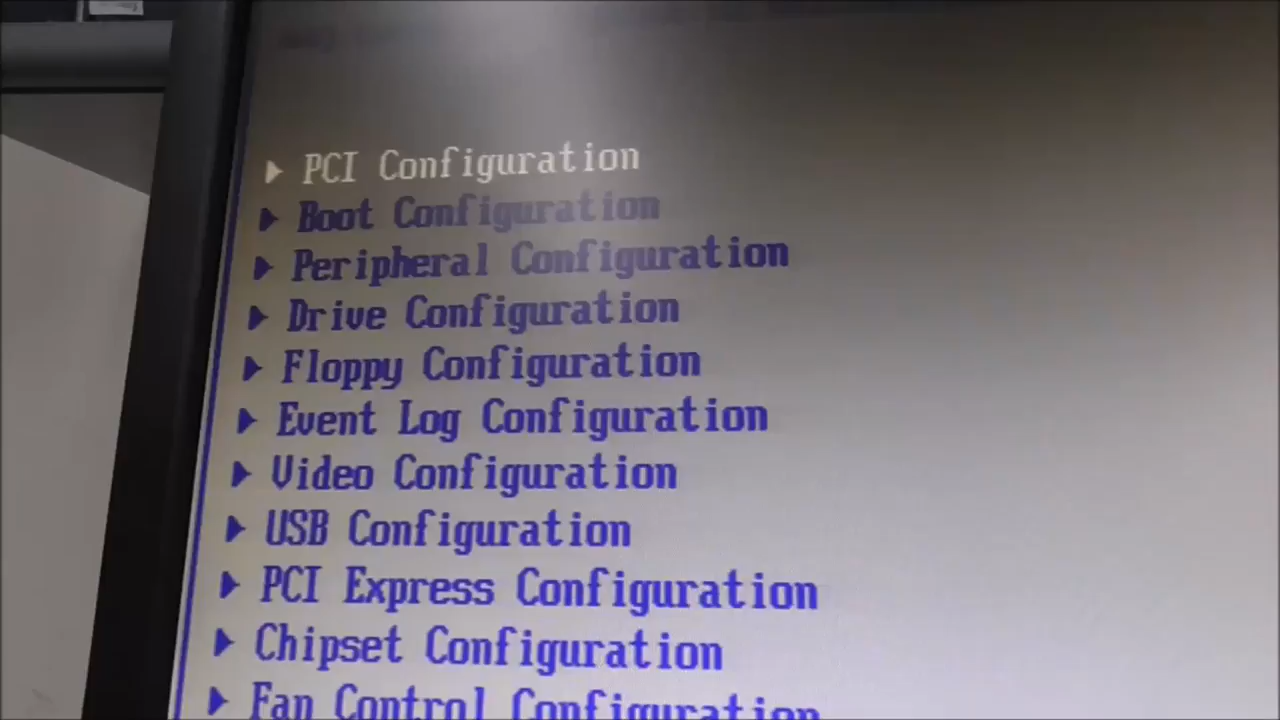 PCI Configuration
Boot Configuration
Peripheral Configuration
Drive Configuration
Floppy Configuration
Event Log Configuration
Video Configuration
USB Configuration
PCI Express Configuration
Chipset Configuration
Fan Control Configuration